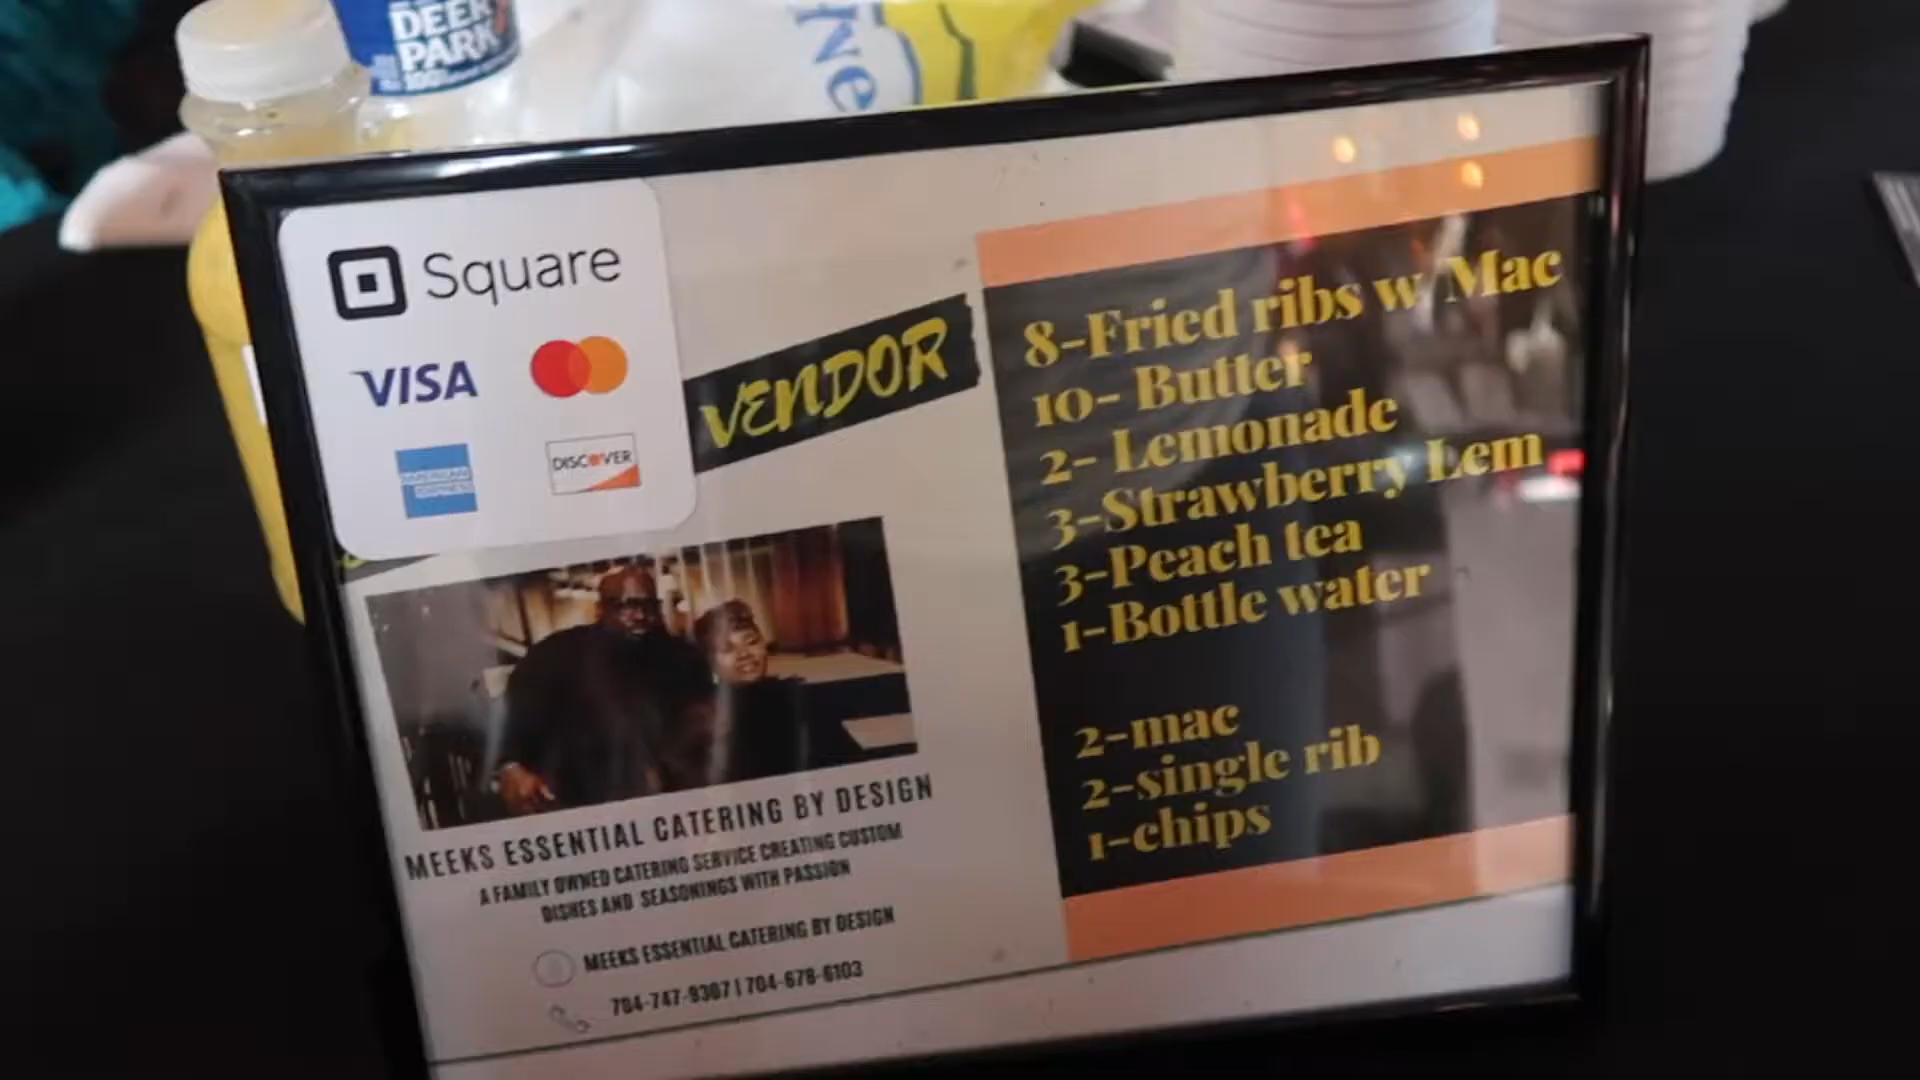 DEER
PARK
100%
Ne
Square
VISA
AMERICAN
EXPRESS
DISCOVER
VENDOR
8-Fried ribs w Mac
10- Butter
2- Lemonade
3-Strawberry Lem
3-Peach tea
1-Bottle water
2-mac
2-single rib
1-chips
MEEKS ESSENTIAL CATERING BY DESIGN
A FAMILY OWNED CATERING SERVICE CREATING CUSTOM
DISHES AND SEASONINGS WITH PASSION
MEEKS ESSENTIAL CATERING BY DESIGN
704-747-9307 | 704-678-6103